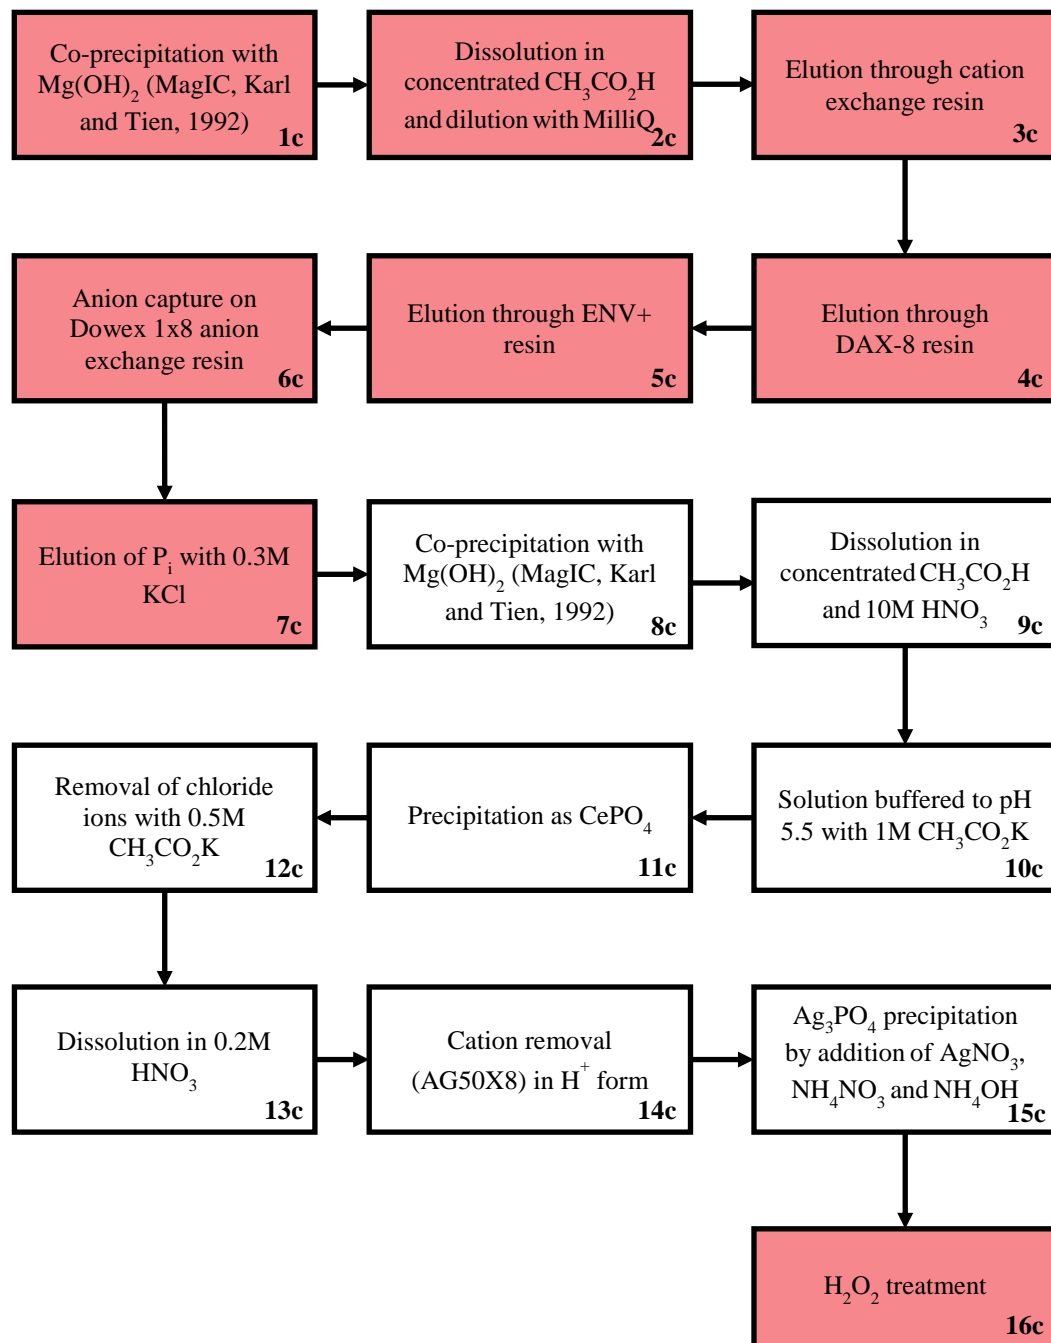 Co-precipitation with
Mg(OH)₂ (MagIC, Karl
and Tien, 1992)
1c
Dissolution in
concentrated CH₃CO₂H
and dilution with MilliQ
2c
Elution through cation
exchange resin
3c
Elution through
DAX-8 resin
4c
Elution through ENV+
resin
5c
Anion capture on
Dowex 1x8 anion
exchange resin
6c
Elution of Pᵢ with 0.3M
KCl
7c
Co-precipitation with
Mg(OH)₂ (MagIC, Karl
and Tien, 1992)
8c
Dissolution in
concentrated CH₃CO₂H
and 10M HNO₃
9c
Solution buffered to pH
5.5 with 1M CH₃CO₂K
10c
Precipitation as CePO₄
11c
Removal of chloride
ions with 0.5M
CH₃CO₂K
12c
Dissolution in 0.2M
HNO₃
13c
Cation removal
(AG50X8) in H⁺ form
14c
Ag₃PO₄ precipitation
by addition of AgNO₃,
NH₄NO₃ and NH₄OH
15c
H₂O₂ treatment
16c